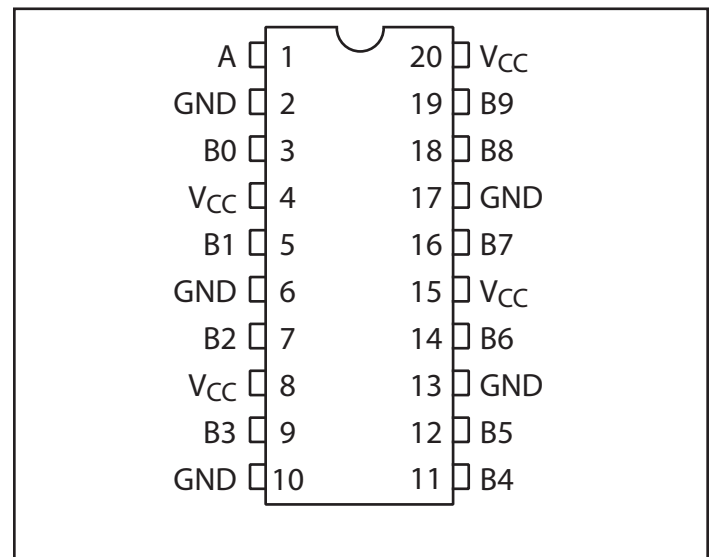 A 1 20 VCC
GND 2 19 B9
B0 3 18 B8
VCC 4 17 GND
B1 5 16 B7
GND 6 15 VCC
B2 7 14 B6
VCC 8 13 GND
B3 9 12 B5
GND 10 11 B4